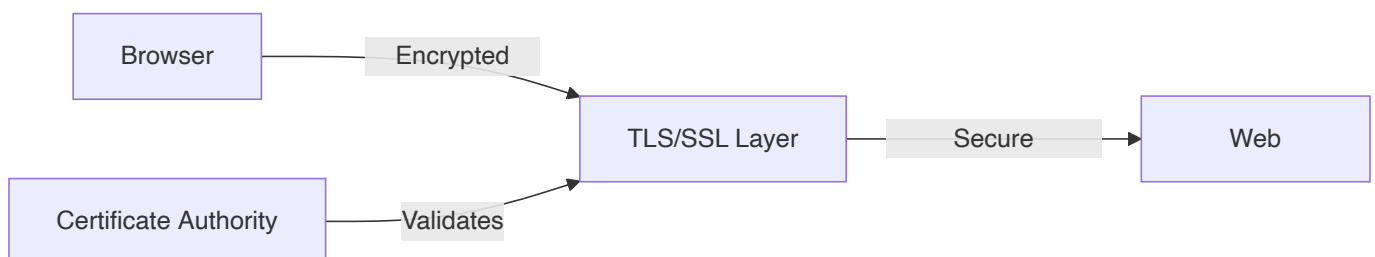 Browser
Encrypted
TLS/SSL Layer
Secure
Web
Certificate Authority
Validates